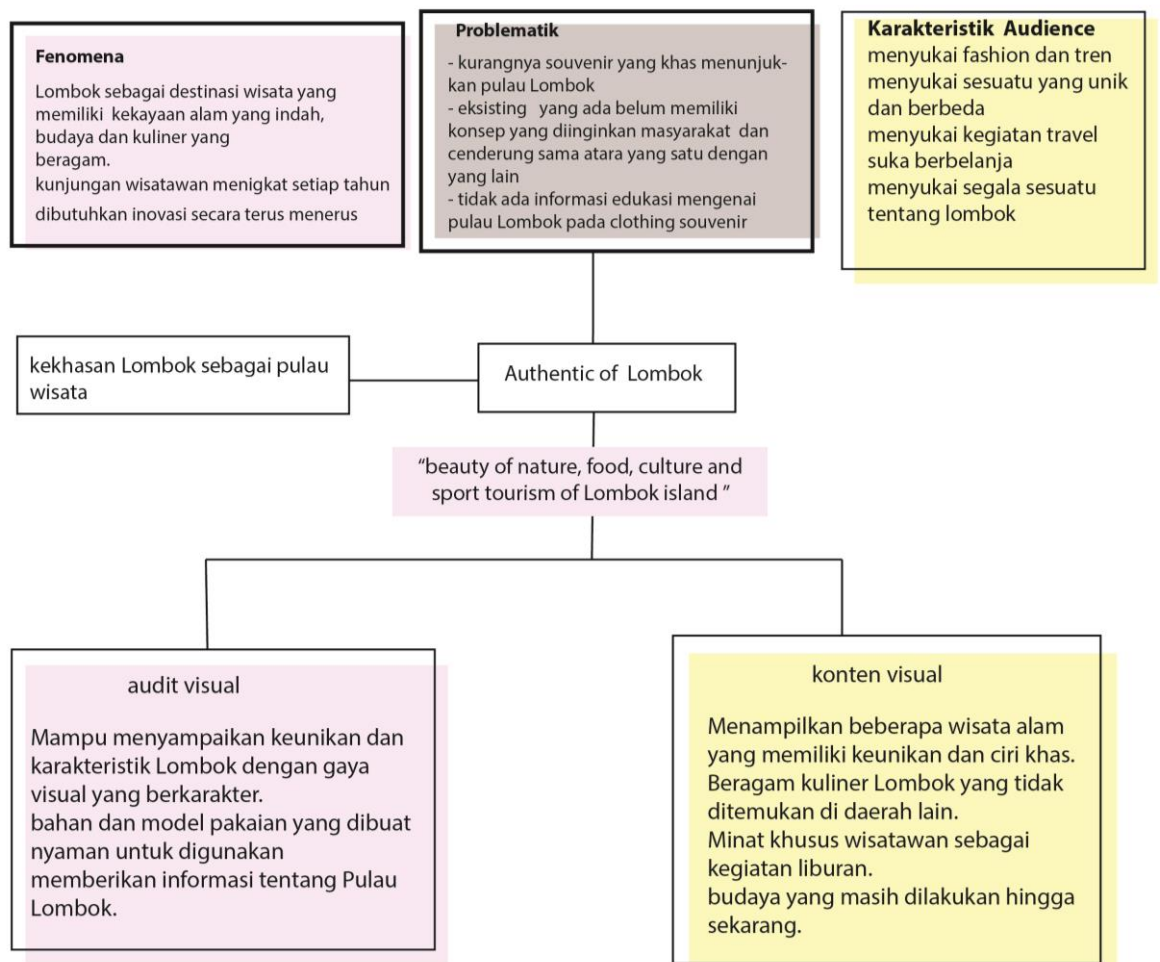 Fenomena
Lombok sebagai destinasi wisata yang
memiliki kekayaan alam yang indah,
budaya dan kuliner yang
beragam.
kunjungan wisatawan menigkat setiap tahun
dibutuhkan inovasi secara terus menerus
Problematik
- kurangnya souvenir yang khas menunjuk-
kan pulau Lombok
- eksisting yang ada belum memiliki
konsep yang diinginkan masyarakat dan
cenderung sama atara yang satu dengan
yang lain
- tidak ada informasi edukasi mengenai
pulau Lombok pada clothing souvenir
Karakteristik Audience
menyukai fashion dan tren
menyukai sesuatu yang unik
dan berbeda
menyukai kegiatan travel
suka berbelanja
menyukai segala sesuatu
tentang lombok
kekhasan Lombok sebagai pulau
wisata
Authentic of Lombok
"beauty of nature, food, culture and
sport tourism of Lombok island "
audit visual
Mampu menyampaikan keunikan dan
karakteristik Lombok dengan gaya
visual yang berkarakter.
bahan dan model pakaian yang dibuat
nyaman untuk digunakan
memberikan informasi tentang Pulau
Lombok.
konten visual
Menampilkan beberapa wisata alam
yang memiliki keunikan dan ciri khas.
Beragam kuliner Lombok yang tidak
ditemukan di daerah lain.
Minat khusus wisatawan sebagai
kegiatan liburan.
budaya yang masih dilakukan hingga
sekarang.